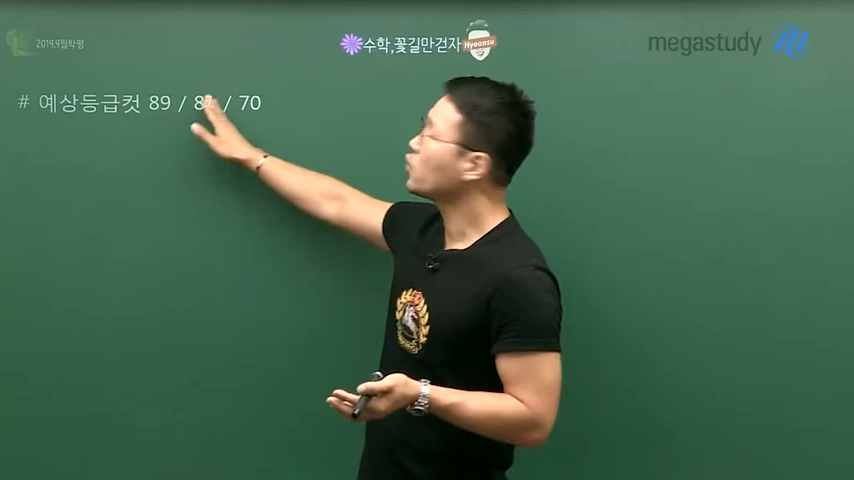 2019.9월학평
수학,꽃길만걷자
Hyeonsu
megastudy
# 예상등급컷 89 / / 70